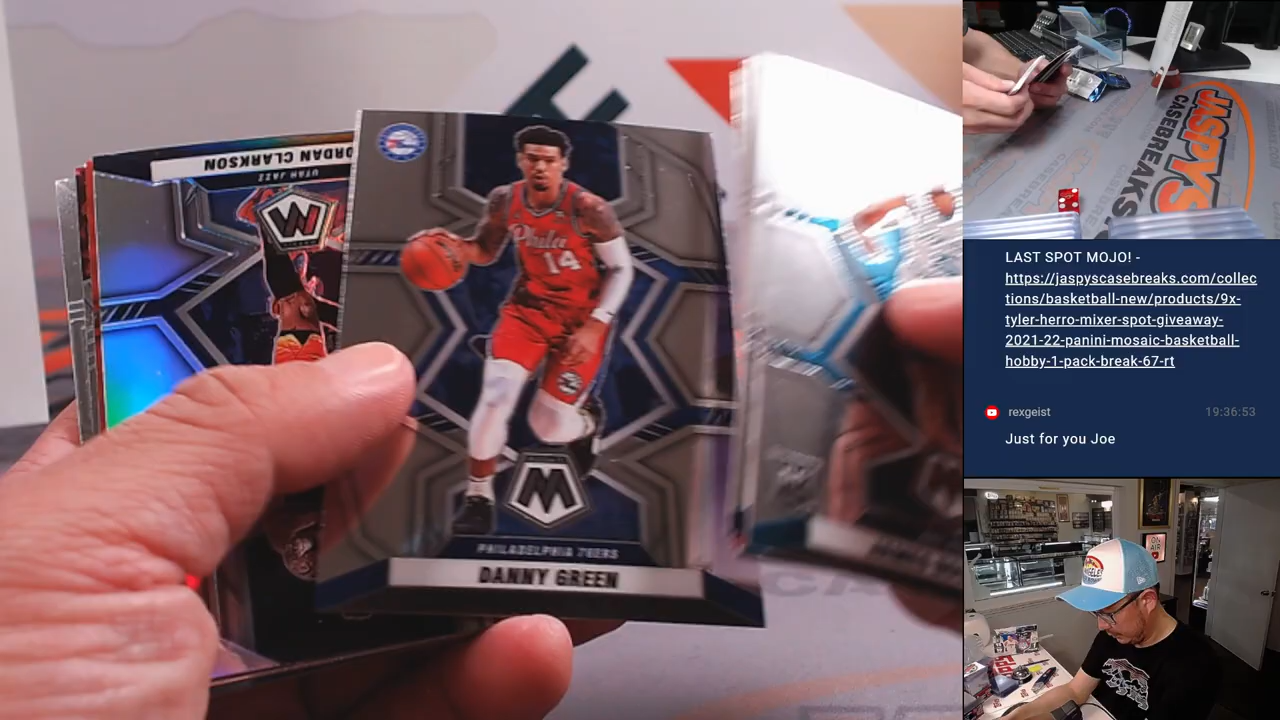 ORDAN CLARKSON
UTAH JAZZ
Phila
14
PHILADELPHIA 76ERS
DANNY GREEN
JASPYS
CASEBREAKS
LAST SPOT MOJO! -
https://jaspyscasebreaks.com/collec
tions/basketball-new/products/9x-
tyler-herro-mixer-spot-giveaway-
2021-22-panini-mosaic-basketball-
hobby-1-pack-break-67-rt
rexgeist
19:36:53
Just for you Joe
ON
AIR